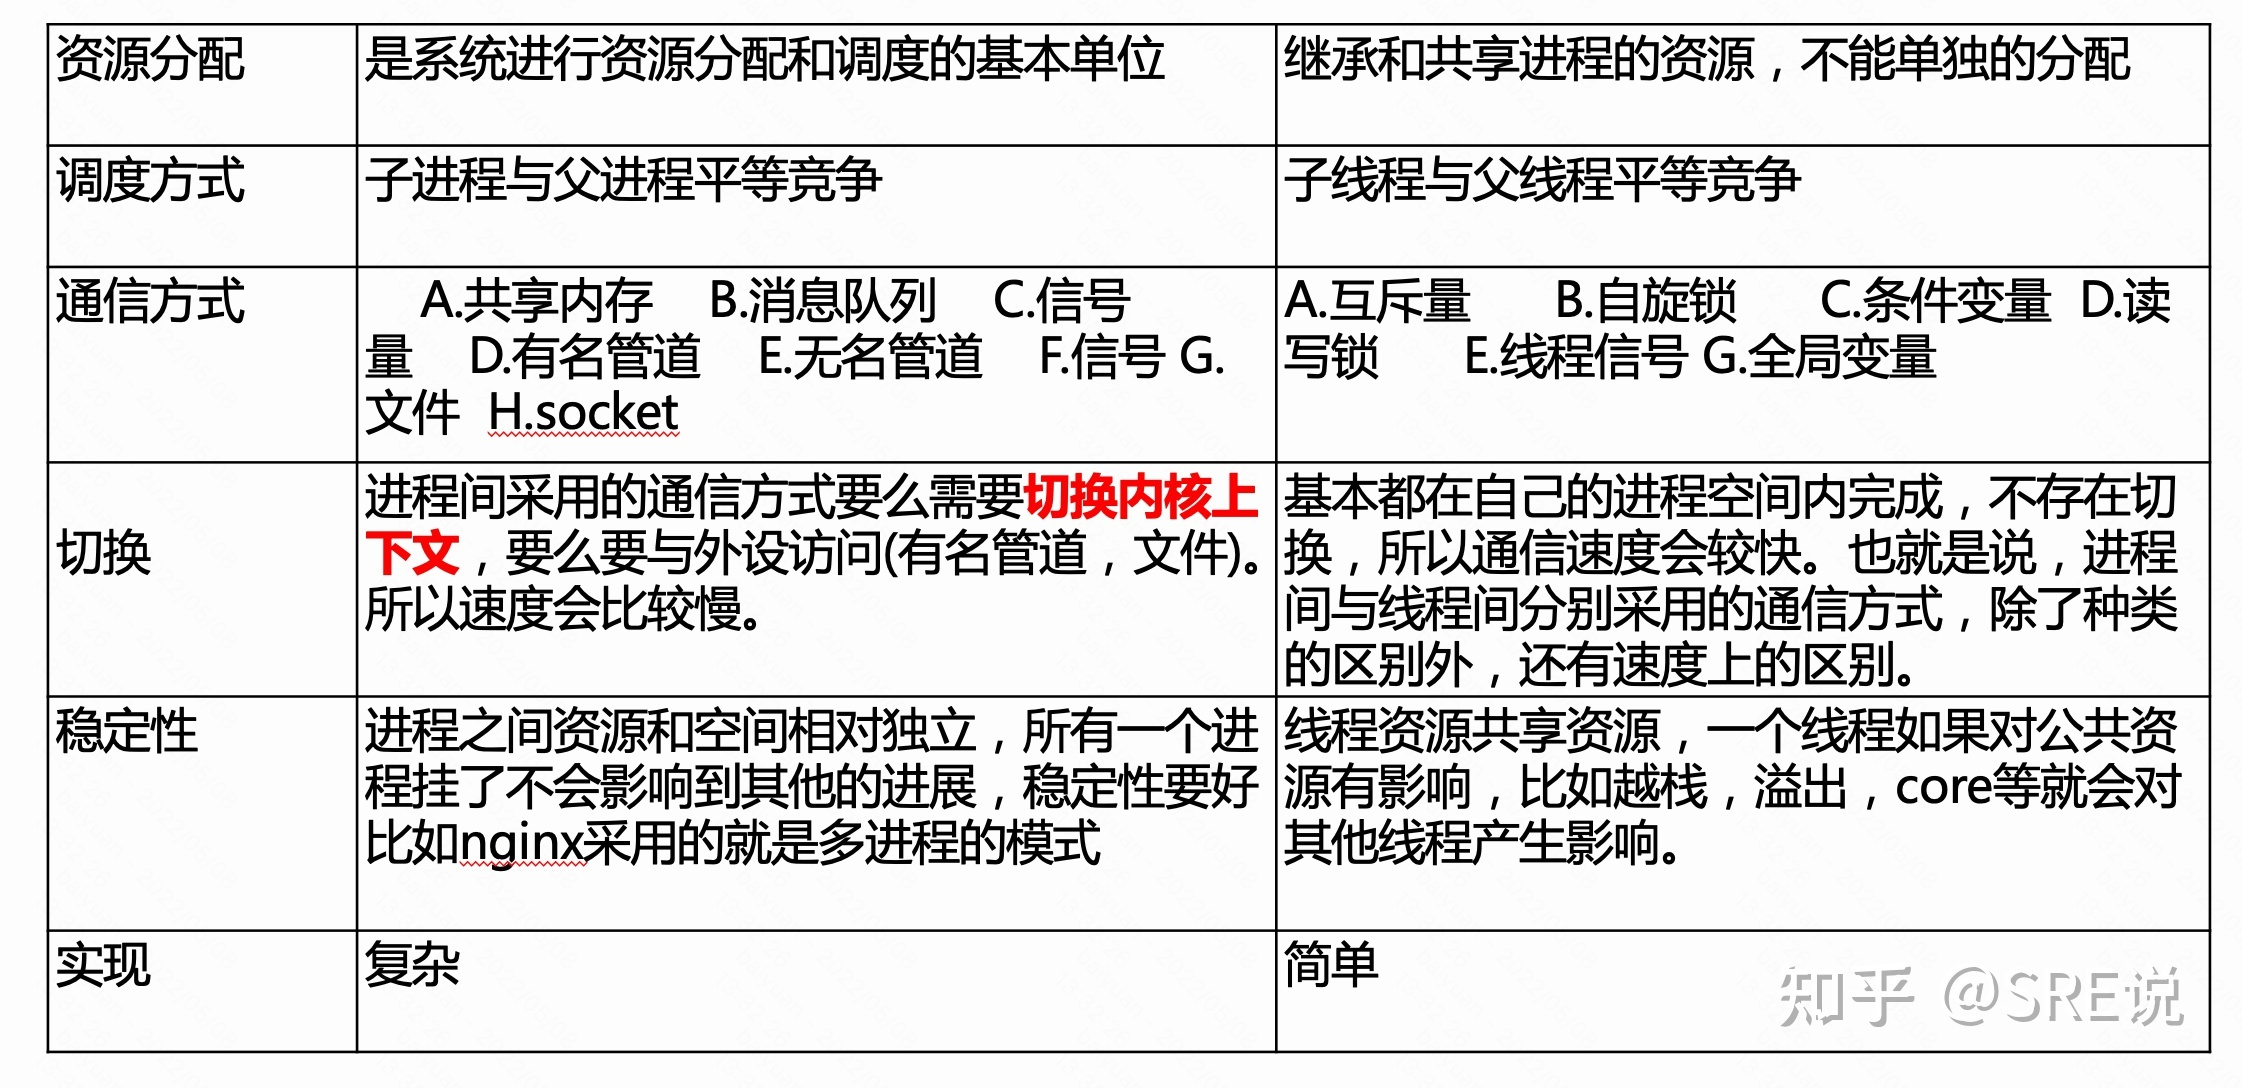 资源分配
是系统进行资源分配和调度的基本单位
继承和共享进程的资源，不能单独的分配
调度方式
子进程与父进程平等竞争
子线程与父线程平等竞争
通信方式
A.共享内存 B.消息队列 C.信号
量 D.有名管道 E.无名管道 F.信号 G.
文件 H.socket
A.互斥量 B.自旋锁 C.条件变量 D.读
写锁 E.线程信号 G.全局变量
切换
进程间采用的通信方式要么需要切换内核上
下文，要么要与外设访问(有名管道，文件)。
所以速度会比较慢。
基本都在自己的进程空间内完成，不存在切
换，所以通信速度会较快。也就是说，进程
间与线程间分别采用的通信方式，除了种类
的区别外，还有速度上的区别。
稳定性
进程之间资源和空间相对独立，所有一个进
程挂了不会影响到其他的进展，稳定性要好
比如nginx采用的就是多进程的模式
线程资源共享资源，一个线程如果对公共资
源有影响，比如越栈，溢出，core等就会对
其他线程产生影响。
实现
复杂
简单
知乎 @SRE说